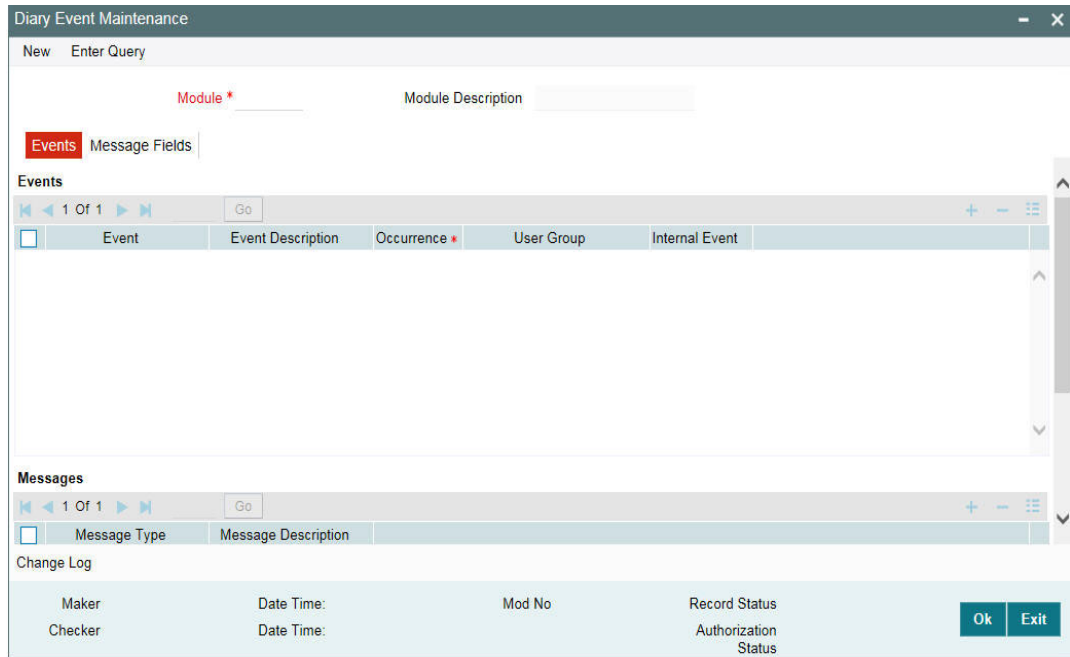 Diary Event Maintenance
New Enter Query
Module * Module Description
Events Message Fields
Events
1 Of 1 Go
Event Event Description Occurrence * User Group Internal Event
Messages
1 Of 1 Go
Message Type Message Description
Change Log
Maker Date Time: Mod No Record Status
Checker Date Time: Authorization Status
Ok Exit